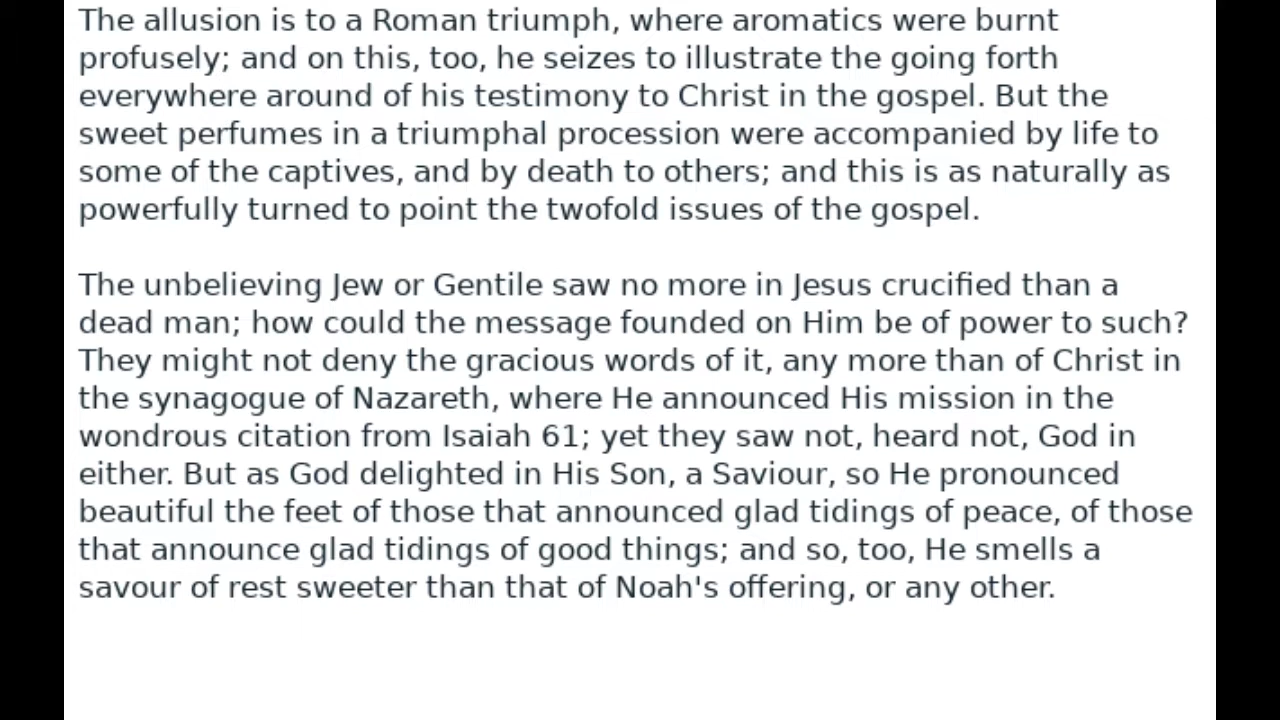 The allusion is to a Roman triumph, where aromatics were burnt
profusely; and on this, too, he seizes to illustrate the going forth
everywhere around of his testimony to Christ in the gospel. But the
sweet perfumes in a triumphal procession were accompanied by life to
some of the captives, and by death to others; and this is as naturally as
powerfully turned to point the twofold issues of the gospel.
The unbelieving Jew or Gentile saw no more in Jesus crucified than a
dead man; how could the message founded on Him be of power to such?
They might not deny the gracious words of it, any more than of Christ in
the synagogue of Nazareth, where He announced His mission in the
wondrous citation from Isaiah 61; yet they saw not, heard not, God in
either. But as God delighted in His Son, a Saviour, so He pronounced
beautiful the feet of those that announced glad tidings of peace, of those
that announce glad tidings of good things; and so, too, He smells a
savour of rest sweeter than that of Noah's offering, or any other.